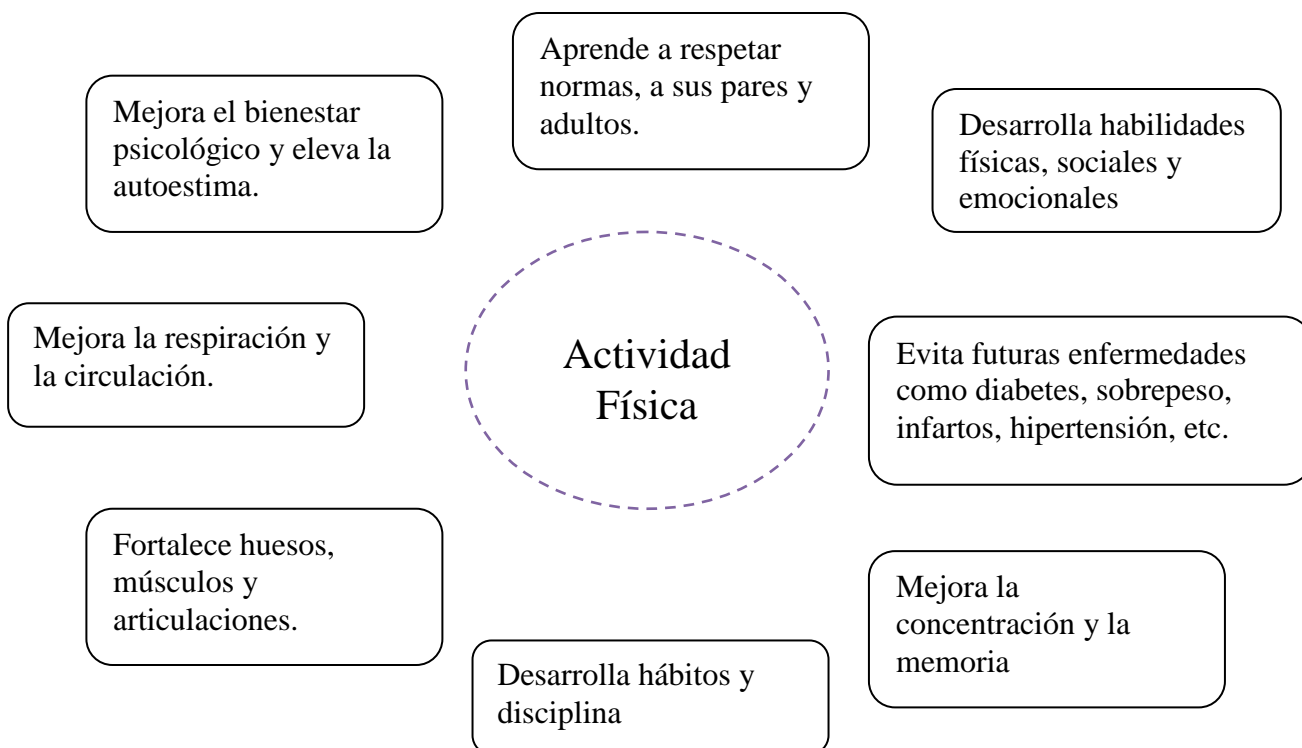 Aprende a respetar
normas, a sus pares y
adultos.
Mejora el bienestar
psicológico y eleva la
autoestima.
Desarrolla habilidades
físicas, sociales y
emocionales
Mejora la respiración y
la circulación.
Actividad
Física
Evita futuras enfermedades
como diabetes, sobrepeso,
infartos, hipertensión, etc.
Fortalece huesos,
músculos y
articulaciones.
Mejora la
concentración y la
memoria
Desarrolla hábitos y
disciplina